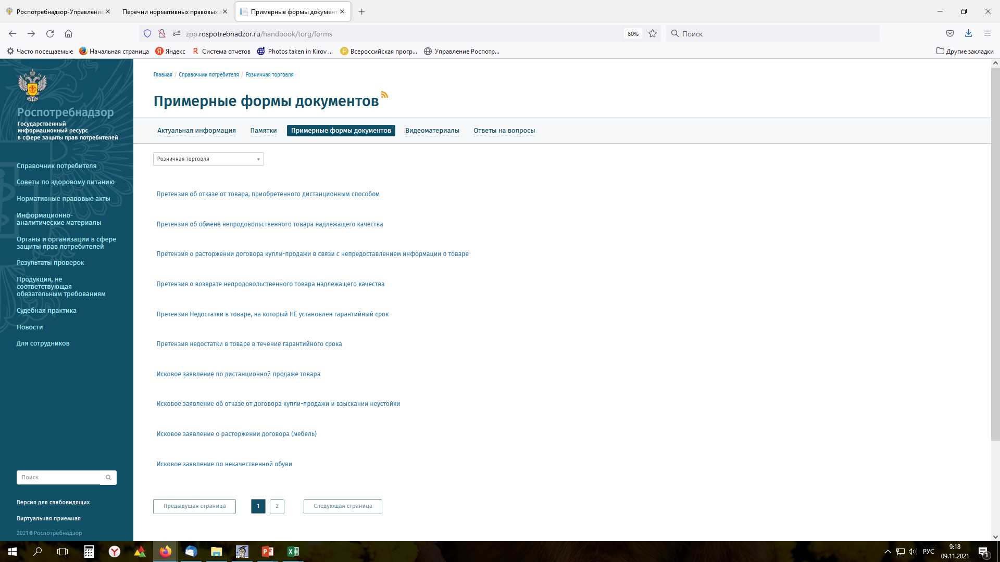 Роспотребнадзор-Управление
Перечни нормативных правовых а
Примерные формы документ
zpp.rospotrebnadzor.ru/handbook/torg/forms
80%
Поиск
Часто посещаемые
Начальная страница
Яндекс
Система отчетов
Photos taken in Kirov ...
Всероссийская прогр...
Управление Роспотр...
Другие закладки
Роспотребнадзор
Государственный
информационный ресурс
в сфере защиты прав потребителей
Справочник потребителя
Советы по здоровому питанию
Нормативные правовые акты
Информационно-
аналитические материалы
Органы и организации в сфере
защиты прав потребителей
Результаты проверок
Продукция, не
соответствующая
обязательным требованиям
Судебная практика
Новости
Для сотрудников
Поиск
Версия для слабовидящих
Виртуальная приемная
2021©Роспотребнадзор
Главная / Справочник потребителя / Розничная торговля
Примерные формы документов
Актуальная информация
Памятки
Примерные формы документов
Видеоматериалы
Ответы на вопросы
Розничная торговля
Претензия об отказе от товара, приобретенного дистанционным способом
Претензия об обмене непродовольственного товара надлежащего качества
Претензия о расторжении договора купли-продажи в связи с непредоставлением информации о товаре
Претензия о возврате непродовольственного товара надлежащего качества
Претензия Недостатки в товаре, на который НЕ установлен гарантийный срок
Претензия недостатки в товаре в течение гарантийного срока
Исковое заявление по дистанционной продаже товара
Исковое заявление об отказе от договора купли-продажи и взыскании неустойки
Исковое заявление о расторжении договора (мебель)
Исковое заявление по некачественной обуви
Предыдущая страница
1
2
Следующая страница
РУС
9:18
09.11.2021
1